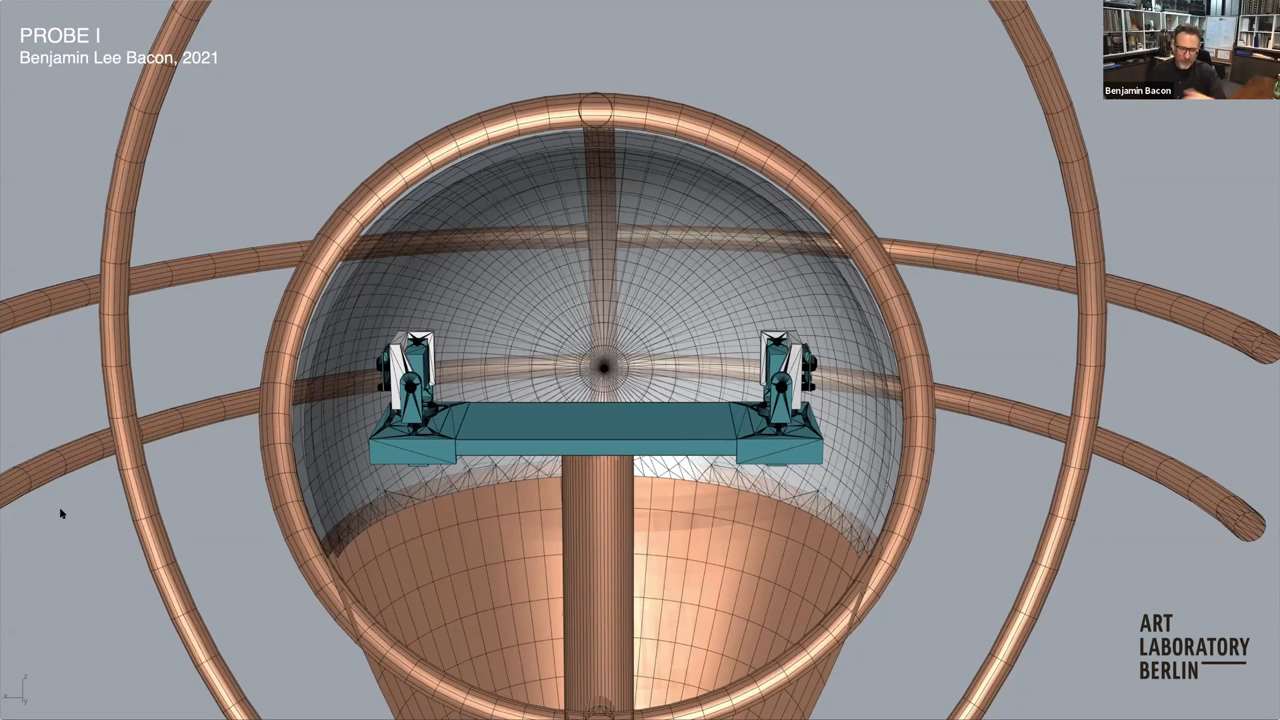 PROBE I
Benjamin Lee Bacon, 2021
Benjamin Bacon
ART
LABORATORY
BERLIN
z
x
y